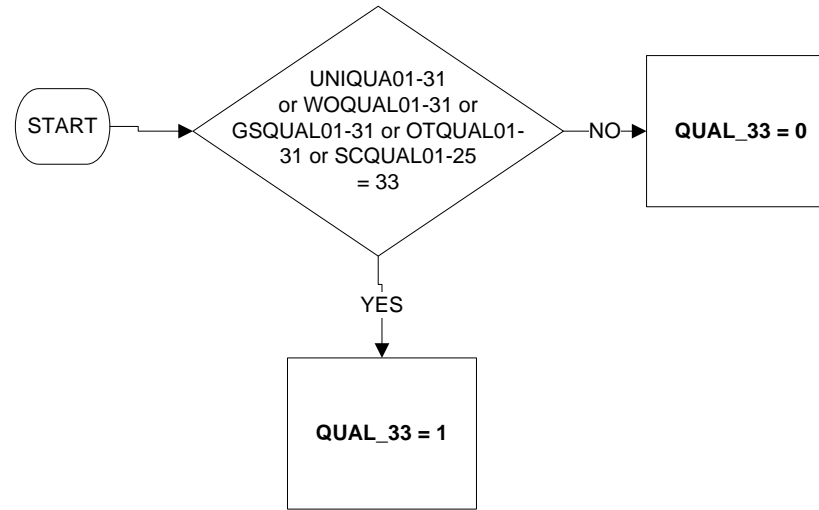 START
UNIQUA01-31
or WOQUAL01-31 or
GSQUAL01-31 or OTQUAL01-
31 or SCQUAL01-25
= 33
NO
QUAL_33 = 0
YES
QUAL_33 = 1